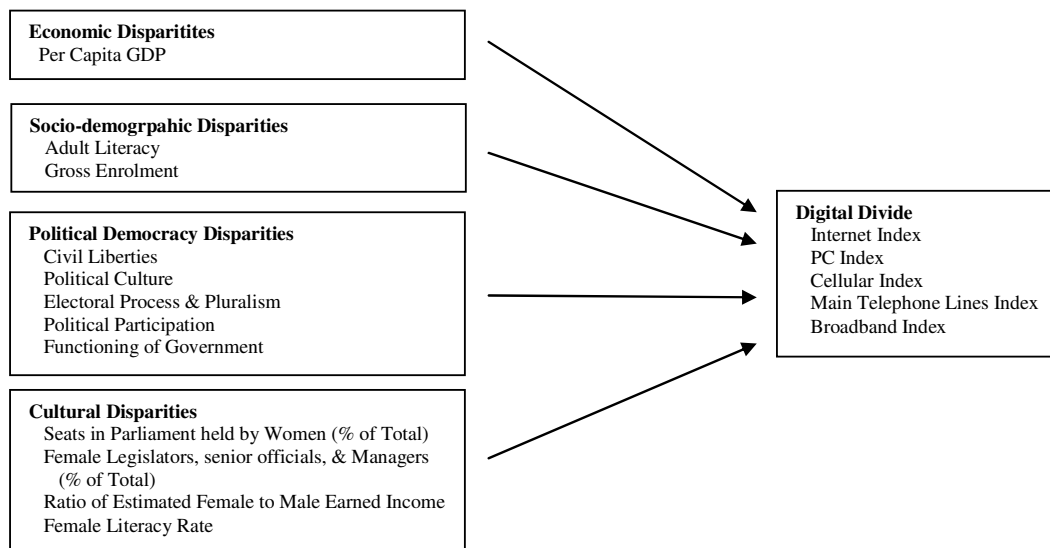 Economic Disparitites
Per Capita GDP
Socio-demogrpahic Disparities
Adult Literacy
Gross Enrolment
Political Democracy Disparities
Civil Liberties
Political Culture
Electoral Process & Pluralism
Political Participation
Functioning of Government
Cultural Disparities
Seats in Parliament held by Women (% of Total)
Female Legislators, senior officials, & Managers
(% of Total)
Ratio of Estimated Female to Male Earned Income
Female Literacy Rate
Digital Divide
Internet Index
PC Index
Cellular Index
Main Telephone Lines Index
Broadband Index